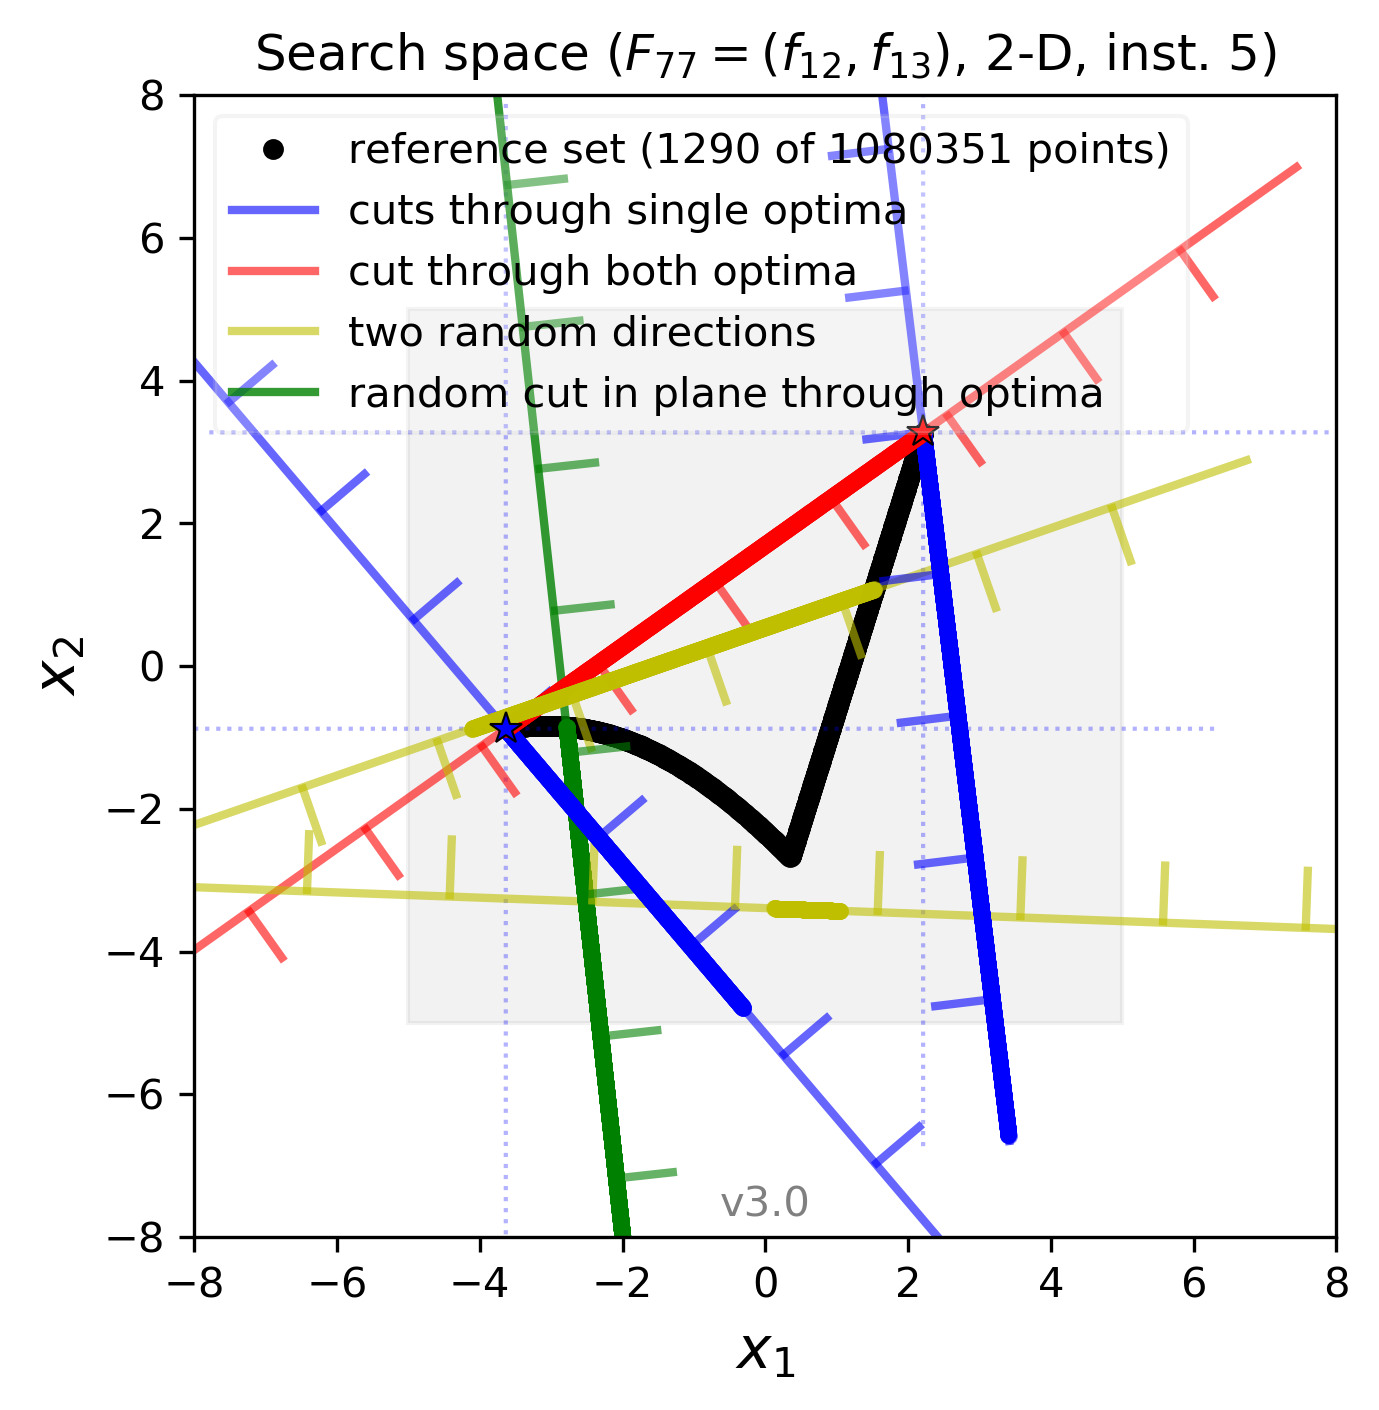 Search space (F₇₇ = (f₁₂, f₁₃), 2-D, inst. 5)
reference set (1290 of 1080351 points)
cuts through single optima
cut through both optima
two random directions
random cut in plane through optima
8
6
4
2
0
−2
−4
−6
−8
x₂
v3.0
−8 −6 −4 −2 0 2 4 6 8
x₁